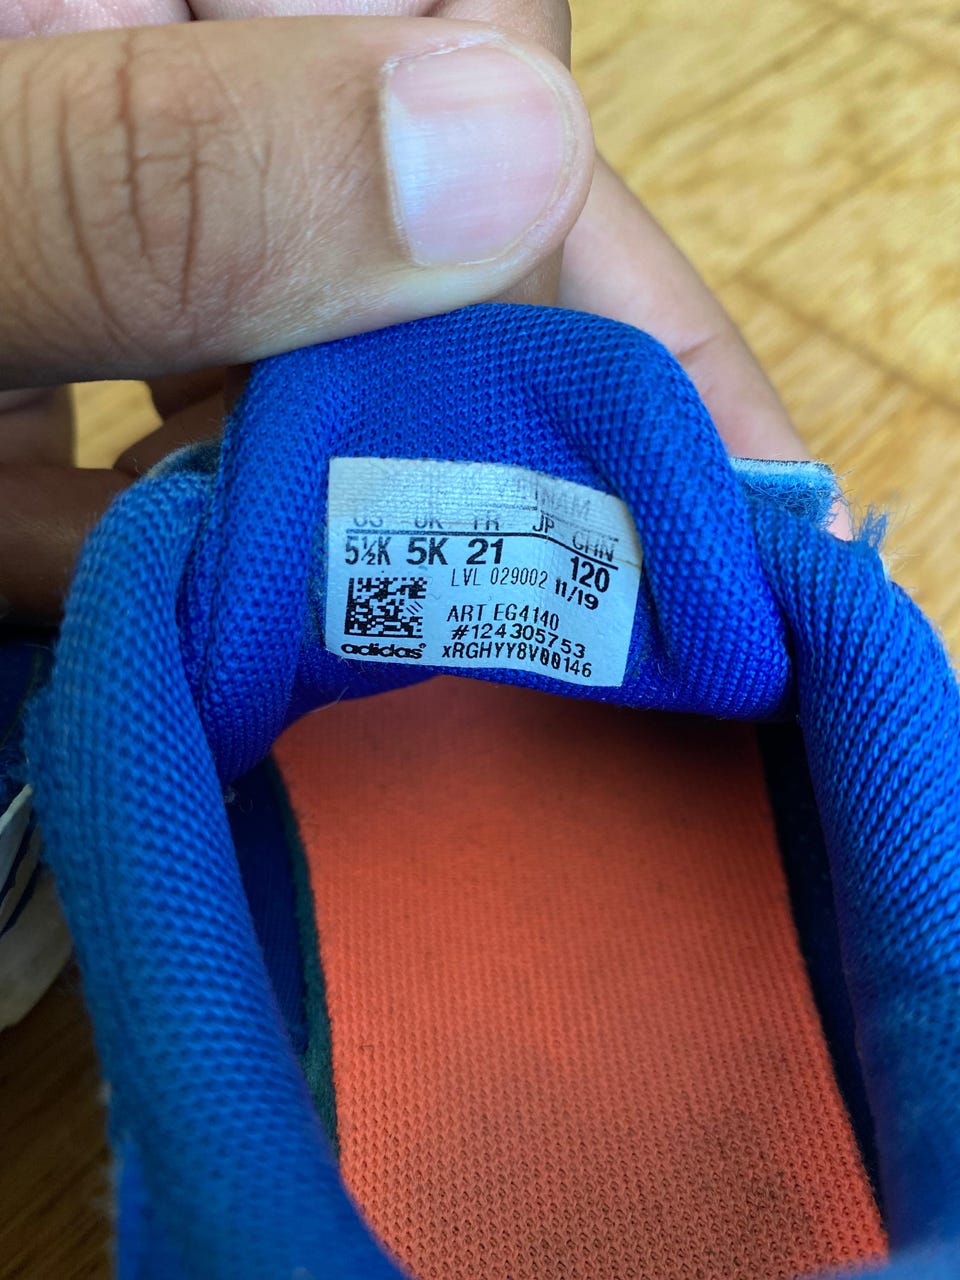 VIETNAM
US UK FR JP CHN
5½K 5K 21 120
LVL 029002 11/19
ART EG4140
#124305753
adidas® xRGHYY8V00146